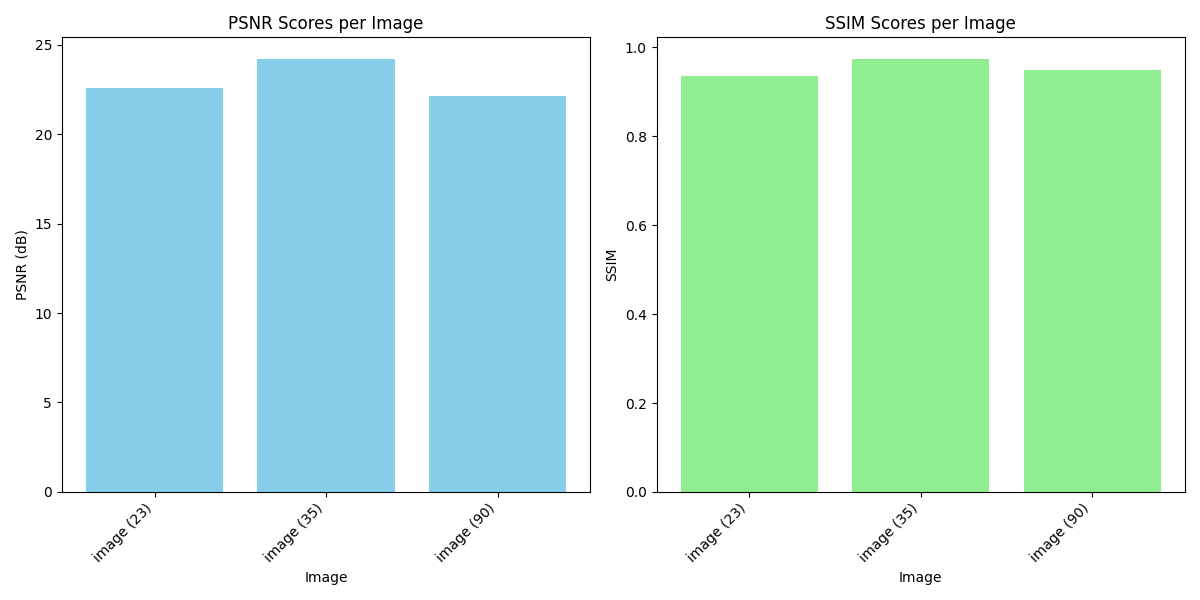 PSNR Scores per Image
25
20
15
10
5
0
PSNR (dB)
image (23)
image (35)
image (90)
Image
SSIM Scores per Image
1.0
0.8
0.6
0.4
0.2
0.0
SSIM
image (23)
image (35)
image (90)
Image